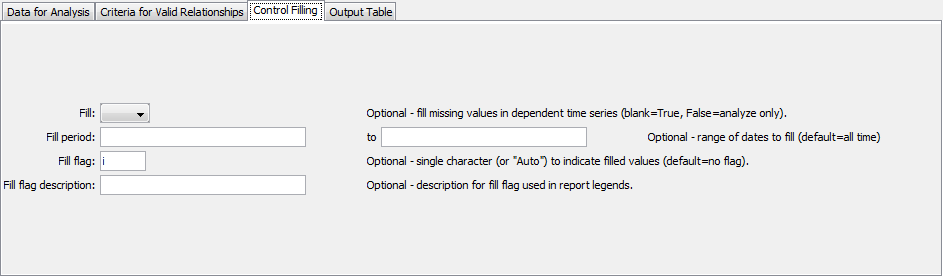 Data for Analysis Criteria for Valid Relationships Control Filling Output Table
Fill: Optional - fill missing values in dependent time series (blank=True, False=analyze only).
Fill period: to Optional - range of dates to fill (default=all time)
Fill flag: i Optional - single character (or "Auto") to indicate filled values (default=no flag).
Fill flag description: Optional - description for fill flag used in report legends.